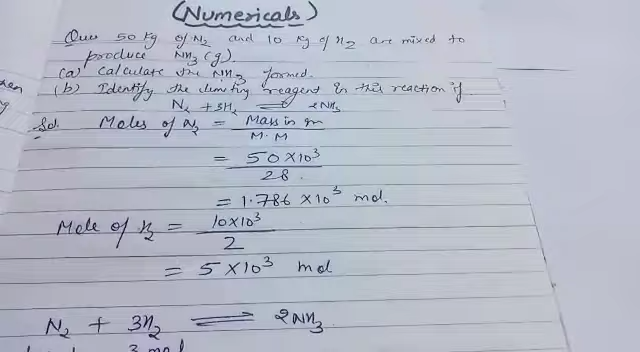 (Numericals)
Ques 50 kg of N2 and 10 kg of H2 are mixed to
produce NH3 (g).
(a) Calculate the NH3 formed.
(b) Identify the limiting reagent in this reaction if
N2 + 3H2 ⇌ 2NH3
Sol. Moles of N2 = Mass in gm
M.M
= 50 × 10³
28.
= 1.786 × 10³ mol.
Mole of H2 = 10×10³
2
= 5 × 10³ mol
N2 + 3H2 ⇌ 2NH3
3 mol